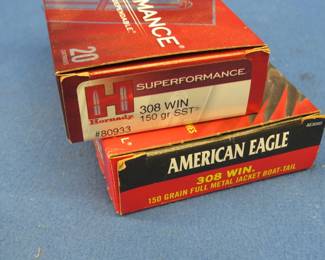 20
RMANCE
SUPERFORMANCE
H
Hornady
308 WIN
150 gr SST
#80933
AMERICAN EAGLE
308 WIN.
150 GRAIN FULL METAL JACKET BOAT-TAIL